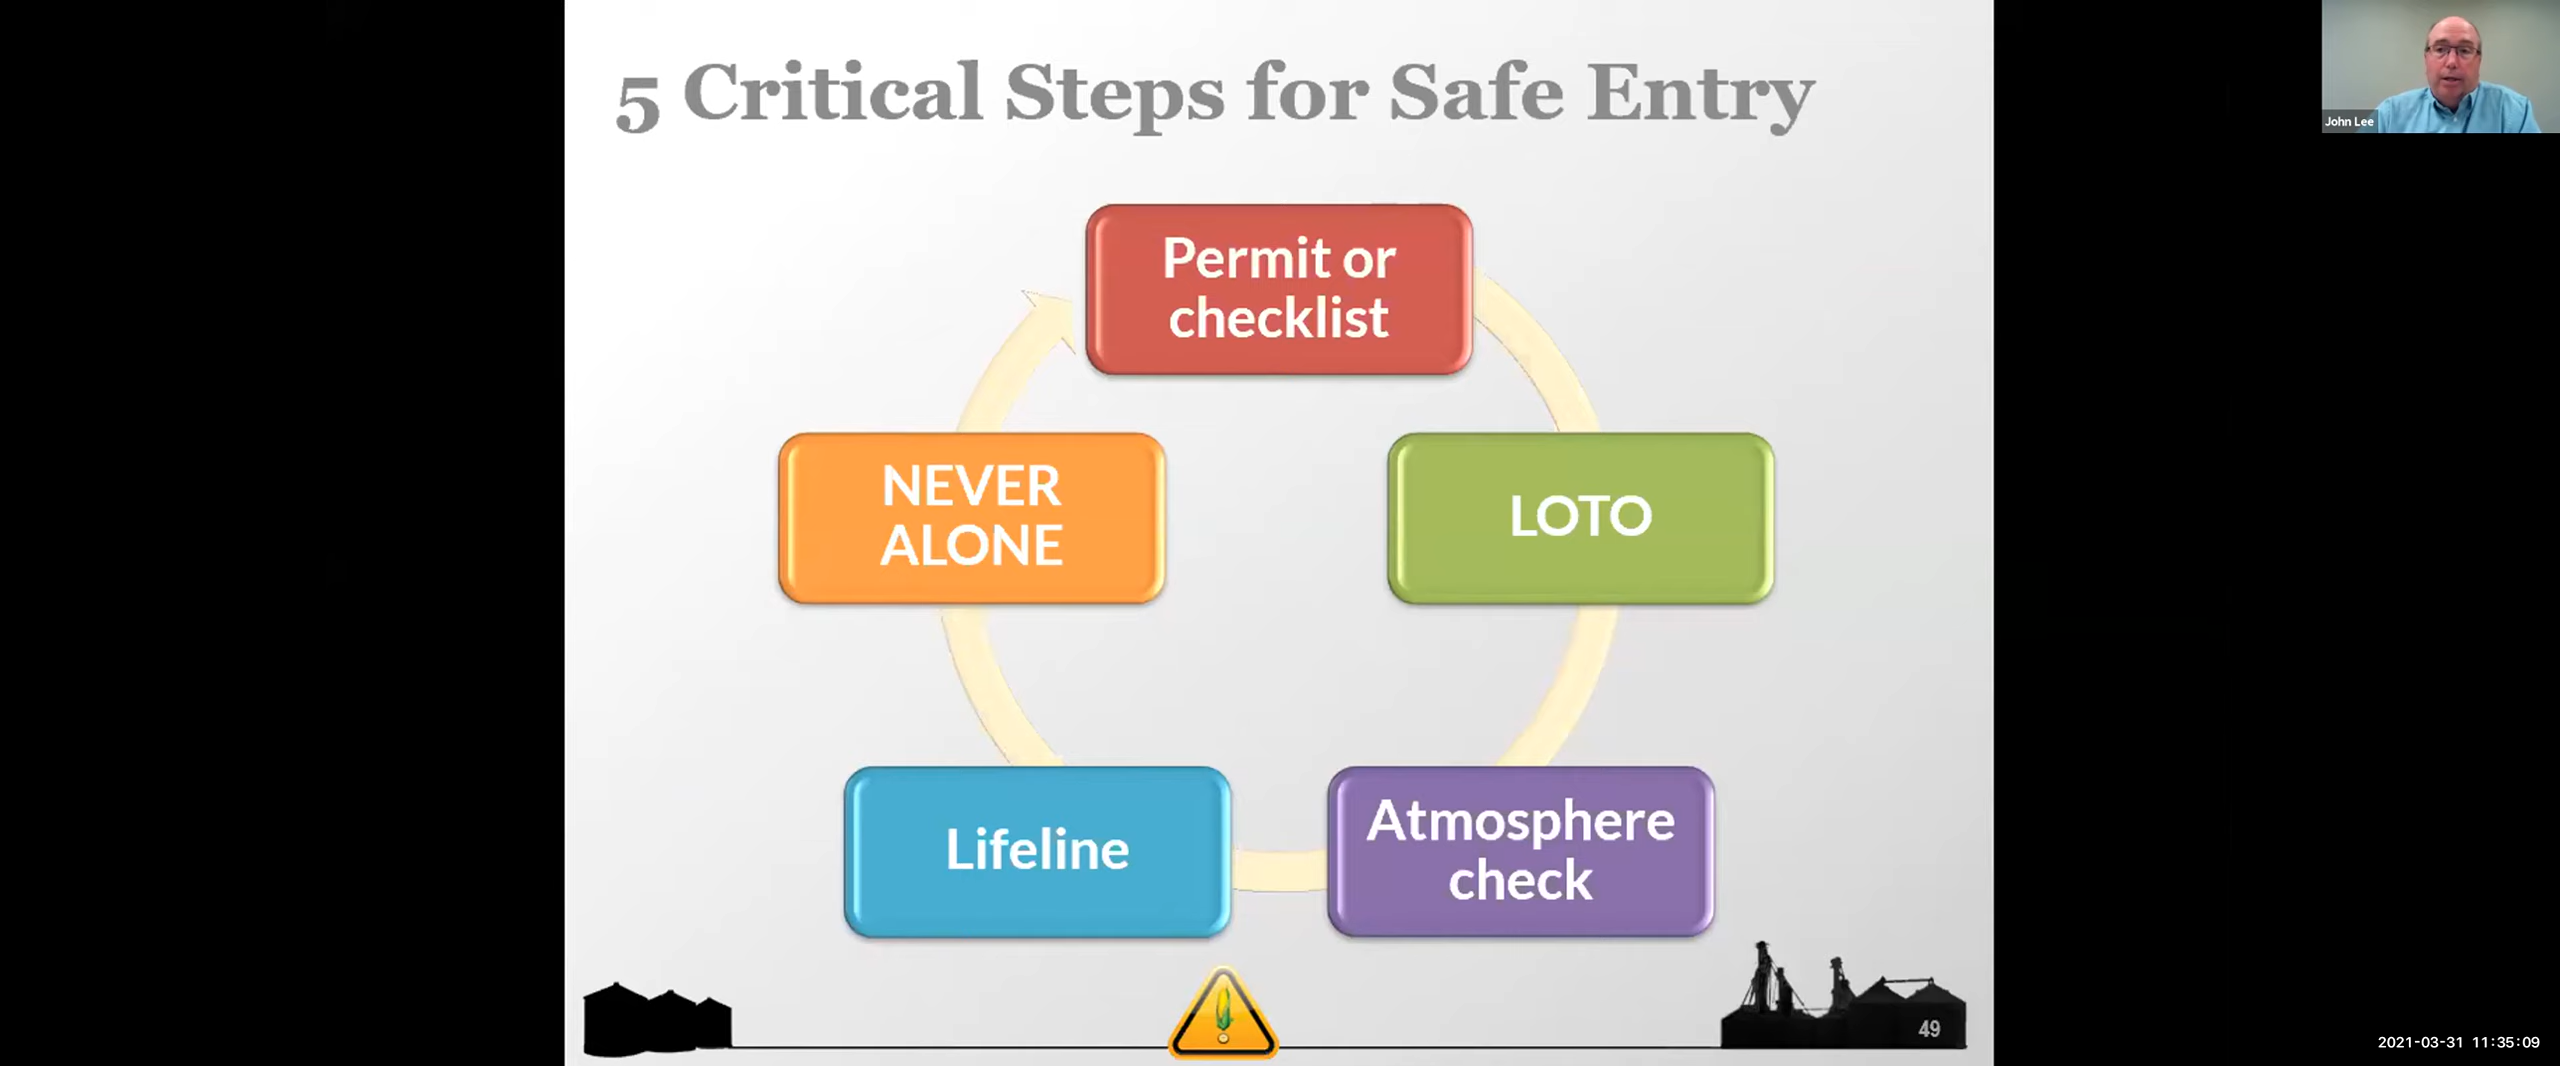 5 Critical Steps for Safe Entry
John Lee
Permit or
checklist
NEVER
ALONE
LOTO
Lifeline
Atmosphere
check
49
2021-03-31 11:35:09